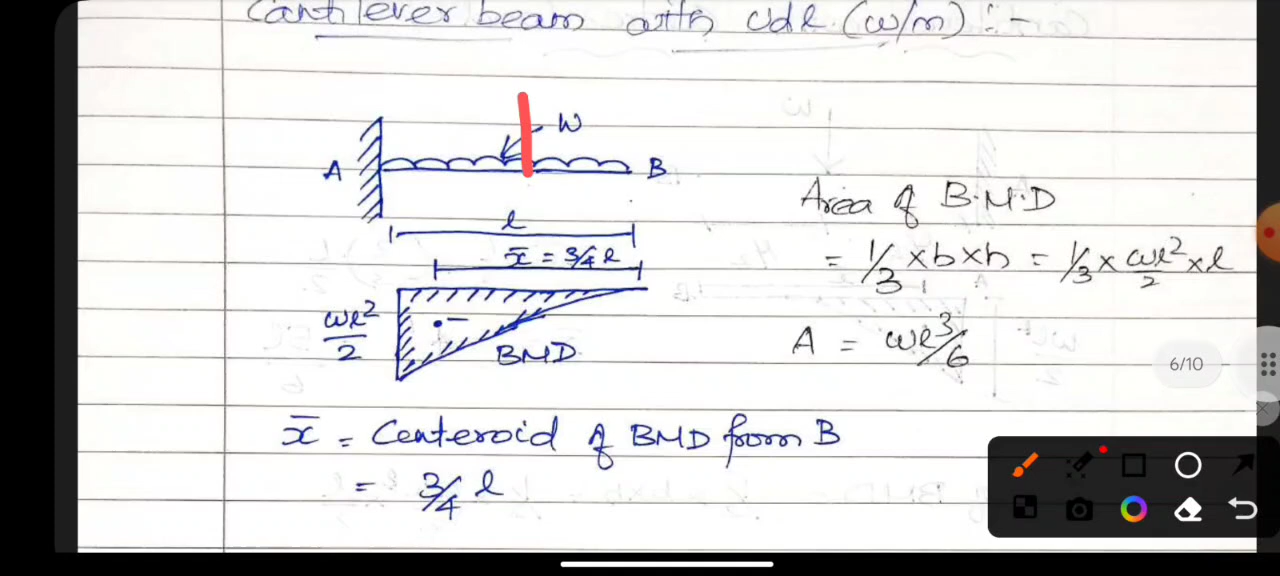 Cantilever beam with udl (w/m) :-
w
A
B
l
x̄ = 3/4 l
Area of B.M.D
= 1/3 × b × h = 1/3 × wl²/2 × l
wl²/2
BMD
A = wl³/6
6/10
x̄ = Centeroid of BMD from B
= 3/4 l